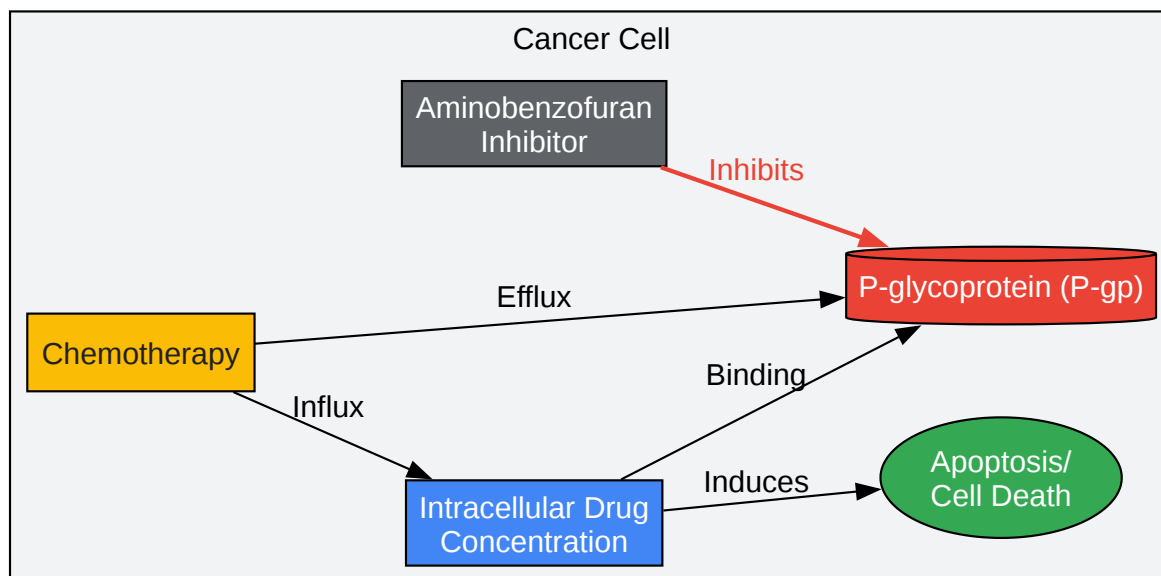 Cancer Cell
Aminobenzofuran
Inhibitor
Inhibits
P-glycoprotein (P-gp)
Efflux
Chemotherapy
Binding
Influx
Apoptosis/
Cell Death
Induces
Intracellular Drug
Concentration